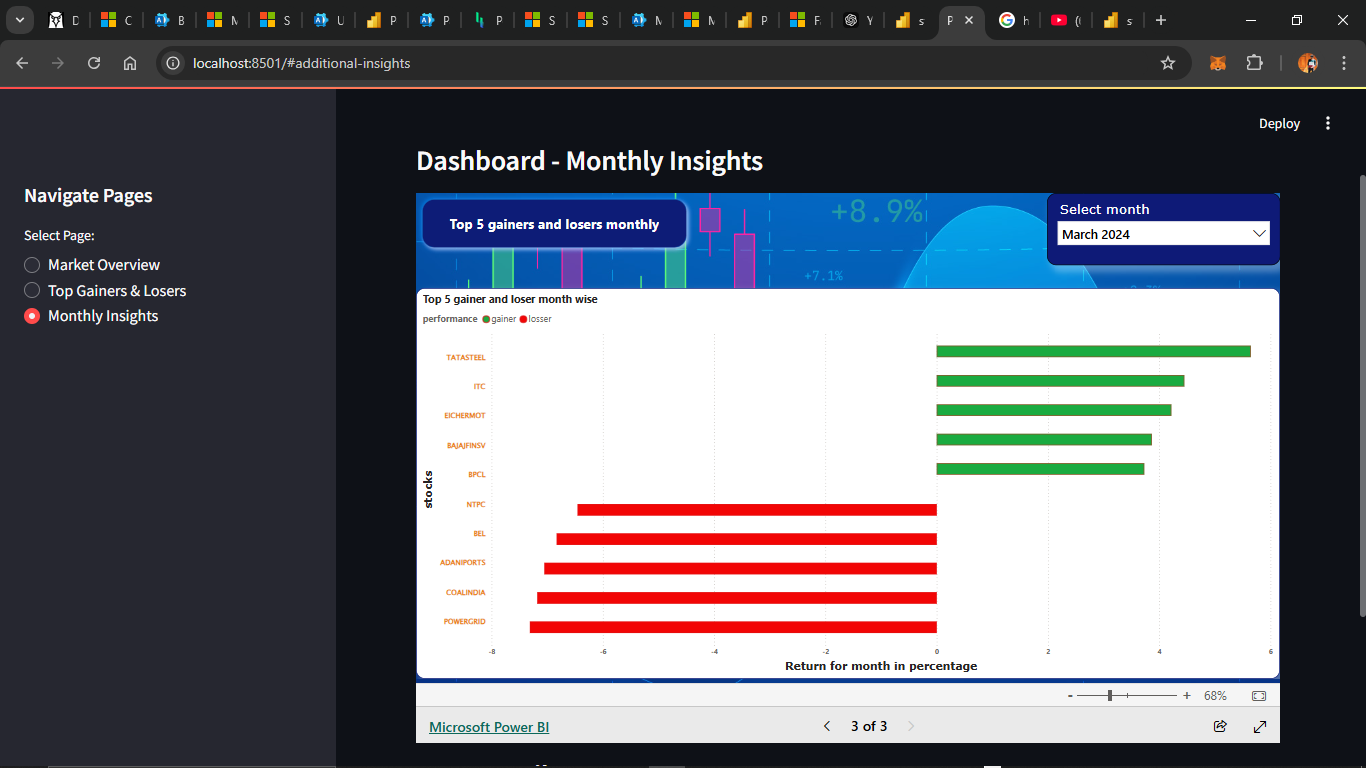 D
C
B
M
S
U
P
P
P
S
S
M
M
P
F
Y
s
P
h
s
localhost:8501/#additional-insights
Deploy
Navigate Pages
Select Page:
Market Overview
Top Gainers & Losers
Monthly Insights
Dashboard - Monthly Insights
Top 5 gainers and losers monthly
+8.9%
+7.1%
Select month
March 2024
Top 5 gainer and loser month wise
performance gainer losser
stocks
TATASTEEL
ITC
EICHERMOT
BAJAJFINSV
BPCL
NTPC
BEL
ADANIPORTS
COALINDIA
POWERGRID
-8 -6 -4 -2 0 2 4 6
Return for month in percentage
- + 68%
Microsoft Power BI
3 of 3